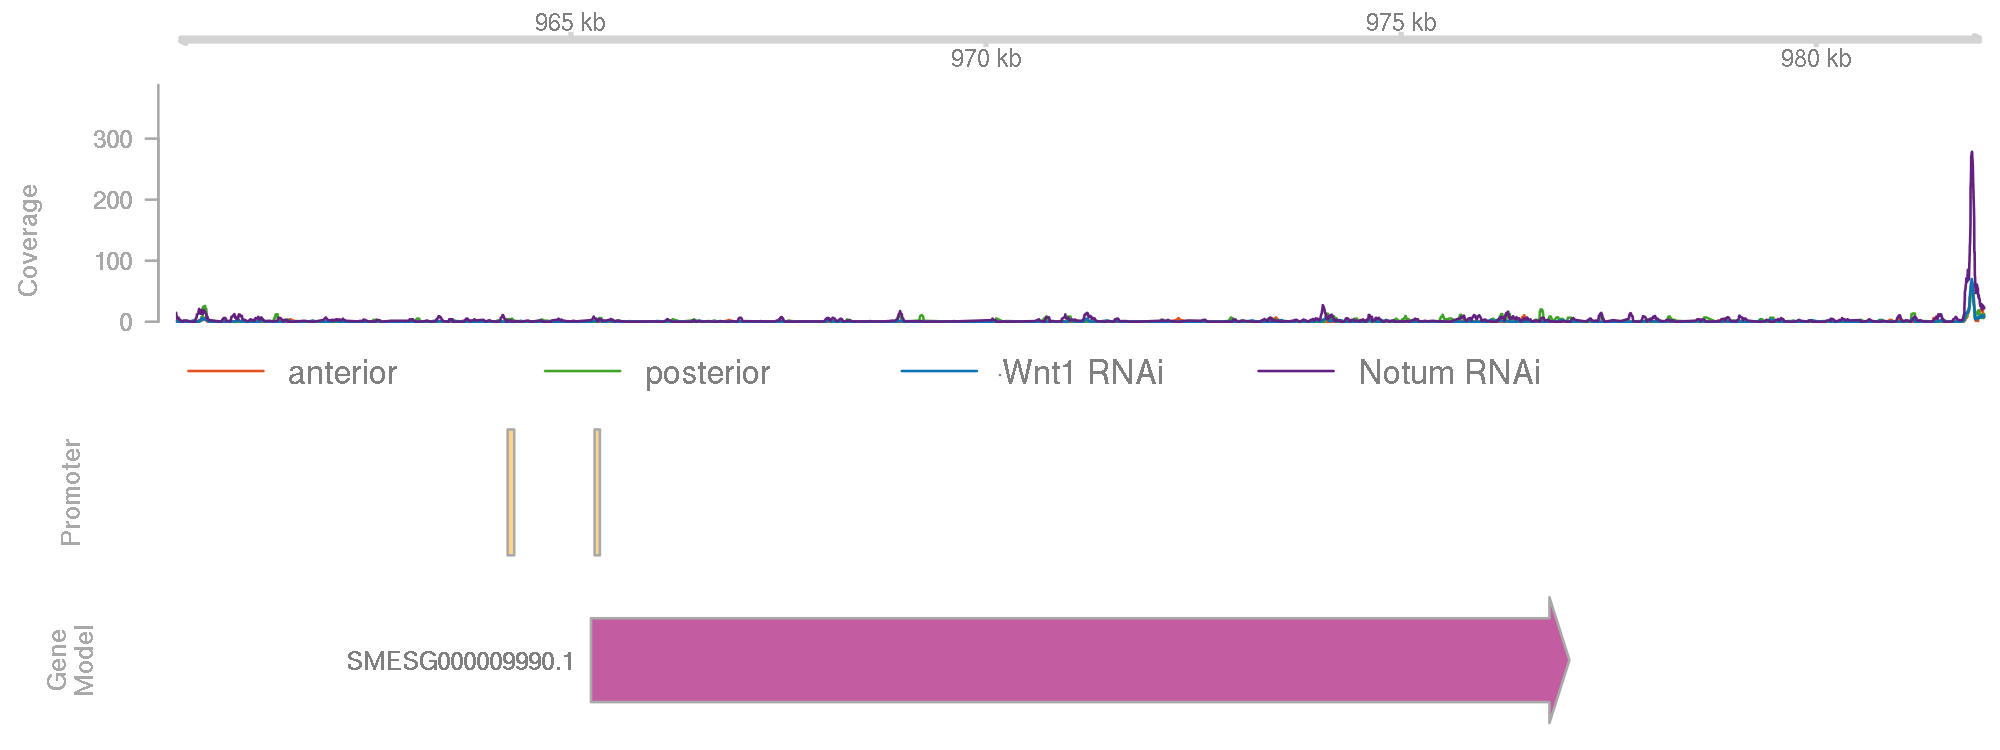 965 kb 975 kb
970 kb 980 kb
Coverage
300
200
100
0
anterior posterior Wnt1 RNAi Notum RNAi
Promoter
Gene
Model
SMESG000009990.1